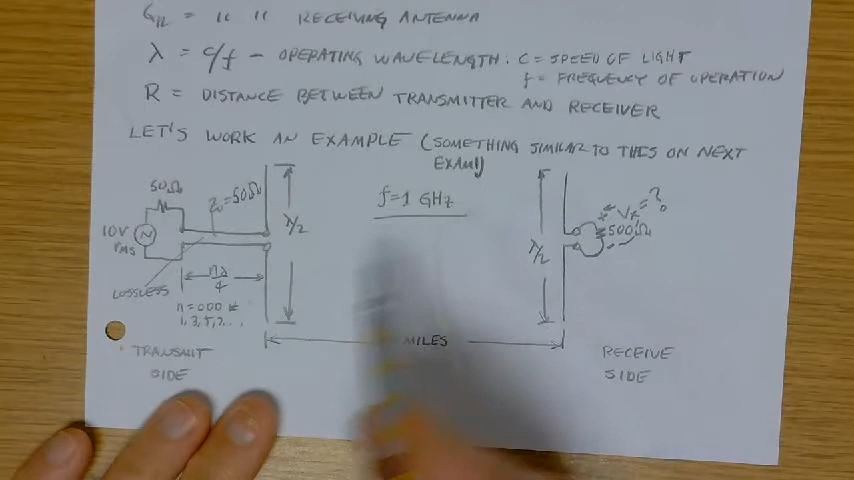 G_R = " " RECEIVING ANTENNA
λ = c/f – OPERATING WAVELENGTH. C = SPEED OF LIGHT
f = FREQUENCY OF OPERATION
R = DISTANCE BETWEEN TRANSMITTER AND RECEIVER
LET'S WORK AN EXAMPLE (SOMETHING SIMILAR TO THIS ON NEXT
EXAM)
50Ω
Z₀=50Ω
f=1 GHz
+ Vr = ?
-
10V
RMS
λ/2
λ/2
500Ω
LOSSLESS
nλ/4
n=ODD #
1,3,5,7...,
MILES
TRANSMIT
SIDE
RECEIVE
SIDE